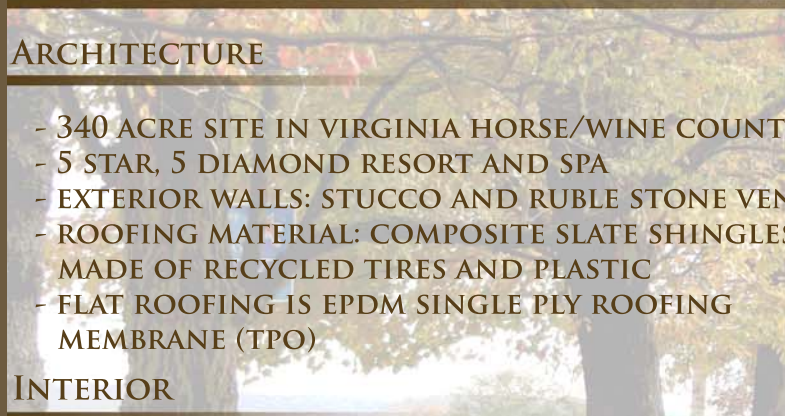 ARCHITECTURE
- 340 ACRE SITE IN VIRGINIA HORSE/WINE COUNT
- 5 STAR, 5 DIAMOND RESORT AND SPA
- EXTERIOR WALLS: STUCCO AND RUBLE STONE VEN
- ROOFING MATERIAL: COMPOSITE SLATE SHINGLES
MADE OF RECYCLED TIRES AND PLASTIC
- FLAT ROOFING IS EPDM SINGLE PLY ROOFING
MEMBRANE (TPO)
INTERIOR